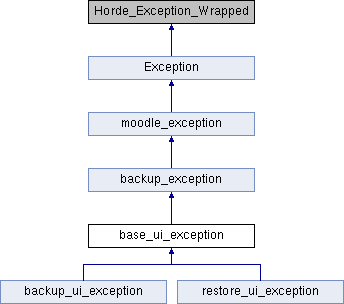 Horde_Exception_Wrapped
Exception
moodle_exception
backup_exception
base_ui_exception
backup_ui_exception
restore_ui_exception